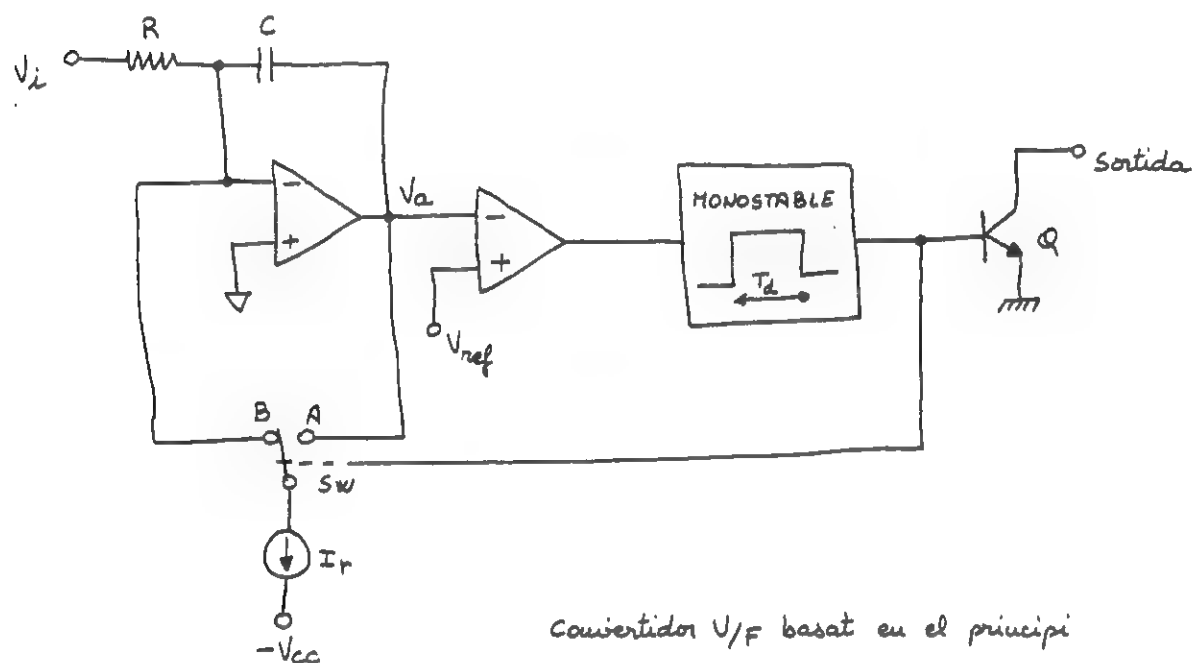 R
C
Vi
−
+
Va
−
+
Vref
MONOSTABLE
Td
Sortida
Q
B
A
SW
Ir
-Vcc
Convertidor V/F basat en el principi